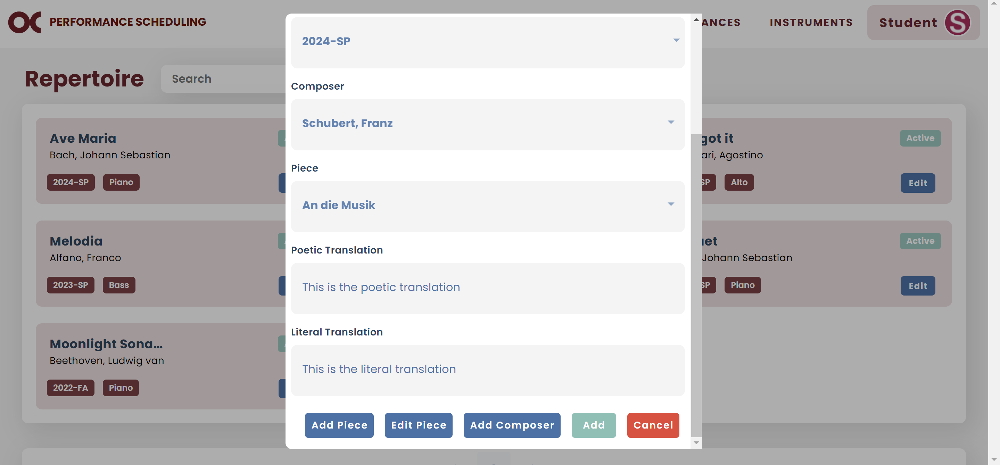 OC PERFORMANCE SCHEDULING
ANCES
INSTRUMENTS
Student S
Repertoire
Search
2024-SP
Composer
Schubert, Franz
Piece
An die Musik
Poetic Translation
This is the poetic translation
Literal Translation
This is the literal translation
Add Piece
Edit Piece
Add Composer
Add
Cancel
Ave Maria
Bach, Johann Sebastian
2024-SP
Piano
Melodia
Alfano, Franco
2023-SP
Bass
Moonlight Sona...
Beethoven, Ludwig van
2022-FA
Piano
got it
Active
ari, Agostino
SP
Alto
Edit
et
Active
Johann Sebastian
SP
Piano
Edit